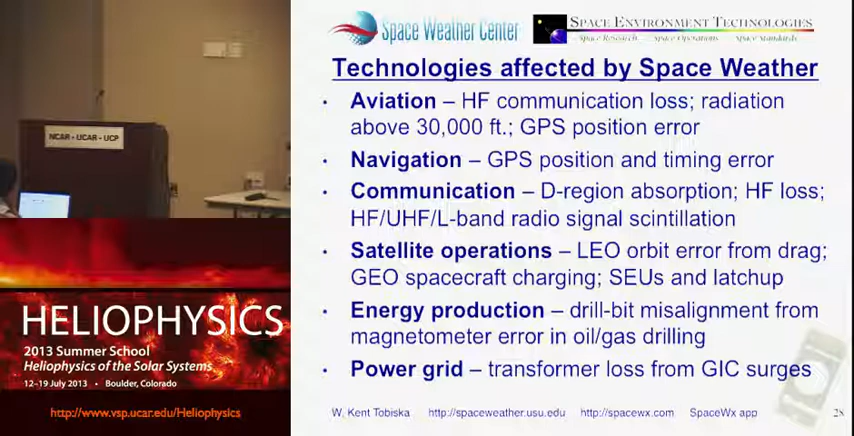 Space Weather Center
SPACE ENVIRONMENT TECHNOLOGIES
Space Research Space Operations Space Standards
Technologies affected by Space Weather
• Aviation – HF communication loss; radiation
above 30,000 ft.; GPS position error
• Navigation – GPS position and timing error
• Communication – D-region absorption; HF loss;
HF/UHF/L-band radio signal scintillation
• Satellite operations – LEO orbit error from drag;
GEO spacecraft charging; SEUs and latchup
• Energy production – drill-bit misalignment from
magnetometer error in oil/gas drilling
• Power grid – transformer loss from GIC surges
W. Kent Tobiska http://spaceweather.usu.edu http://spacewx.com SpaceWx app
28
NCAR - UCAR - UCP
HELIOPHYSICS
2013 Summer School
Heliophysics of the Solar Systems
12–19 July 2013 • Boulder, Colorado
http://www.vsp.ucar.edu/Heliophysics